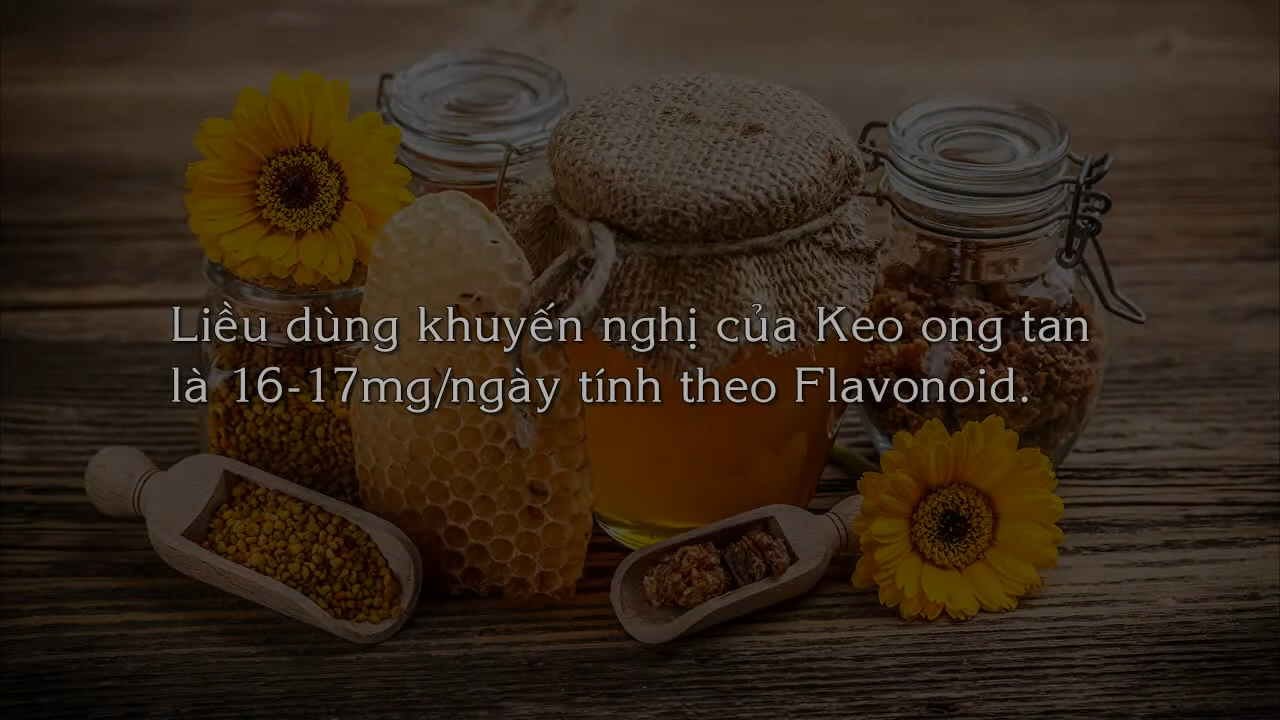 Liều dùng khuyến nghị của Keo ong tan
là 16-17mg/ngày tính theo Flavonoid.